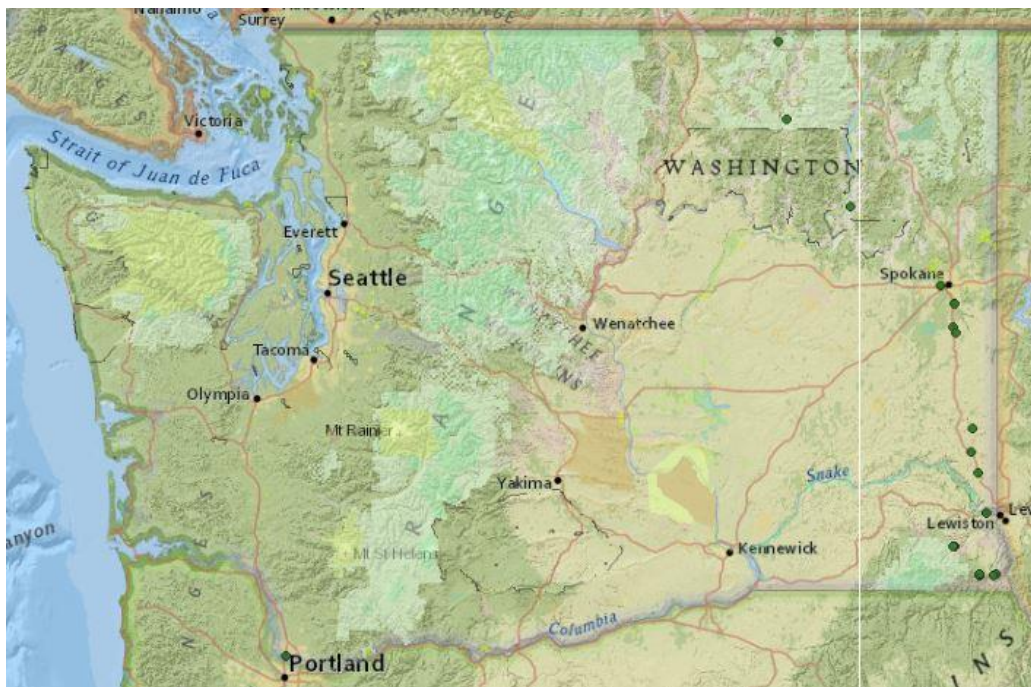 Surrey
Victoria
Strait of Juan de Fuca
WASHINGTON
Everett
Spokane
Seattle
Wenatchee
Tacoma
Olympia
Mt Rainier
Yakima
Snake
Lewiston
Mt St Helens
Kennewick
Columbia
Portland